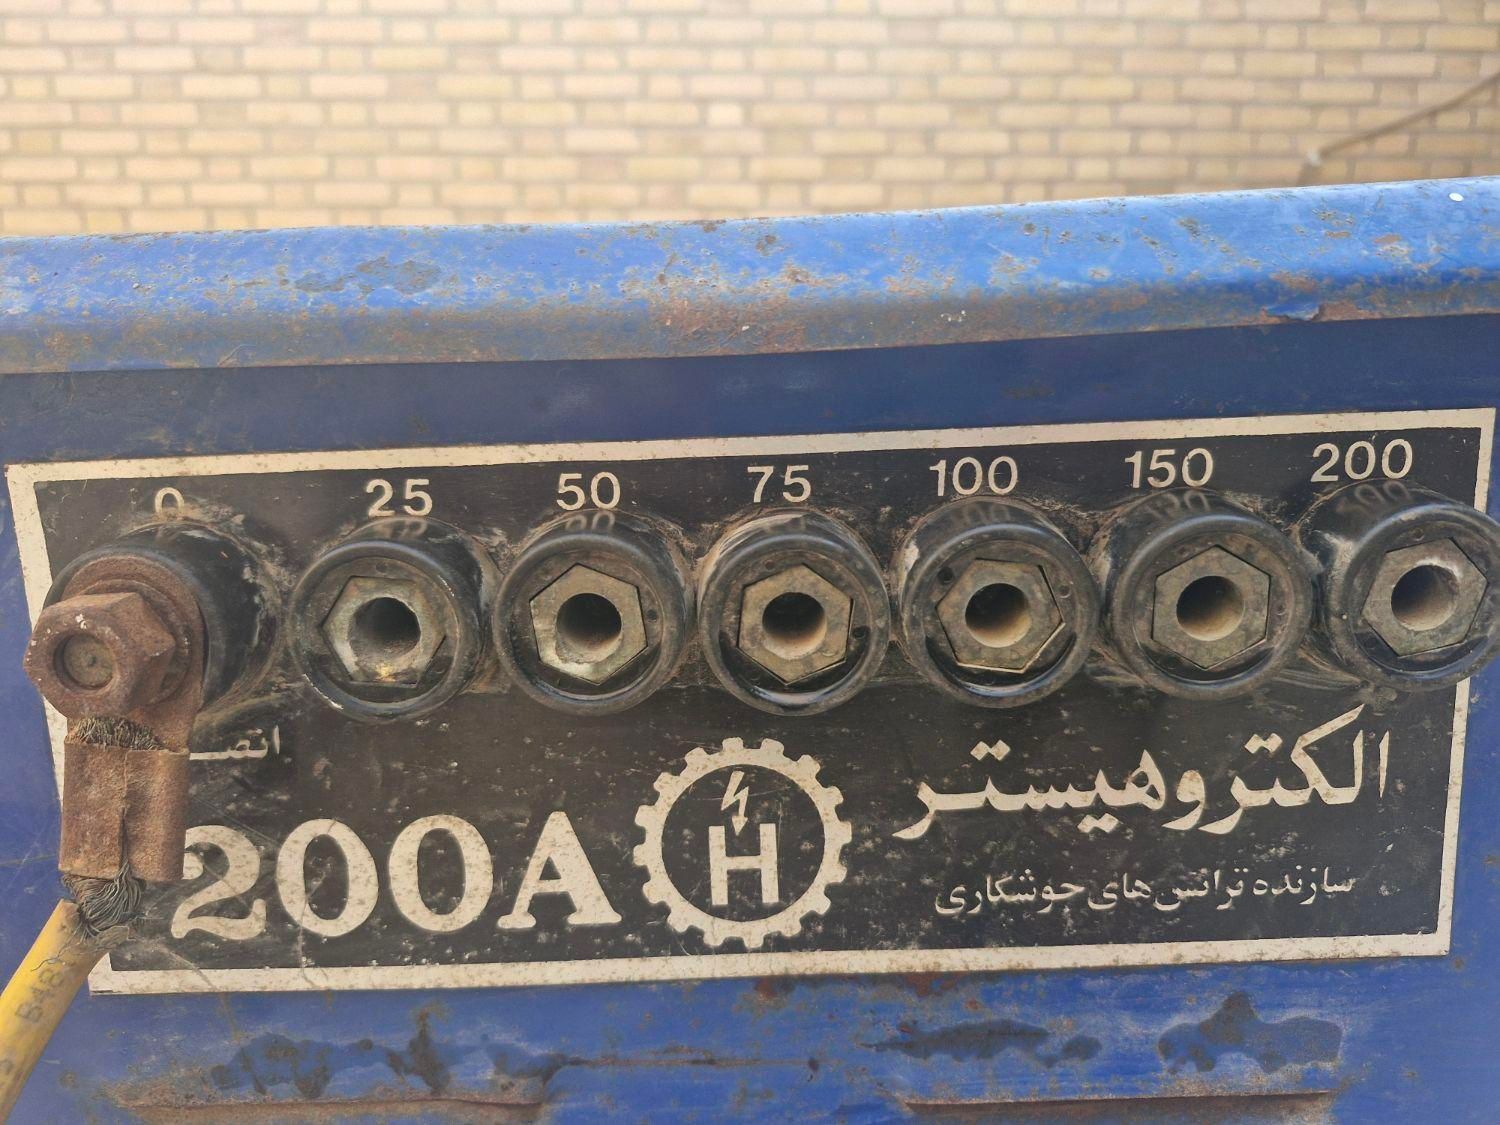 0 25 50 75 100 150 200
200A
H
الکتروهیستر
سازنده ترانس های جوشکاری